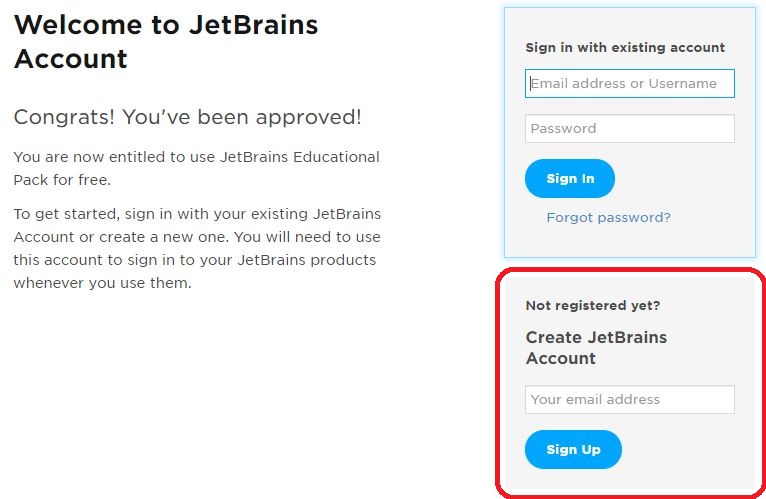 Welcome to JetBrains
Account
Congrats! You've been approved!
You are now entitled to use JetBrains Educational
Pack for free.
To get started, sign in with your existing JetBrains
Account or create a new one. You will need to use
this account to sign in to your JetBrains products
whenever you use them.
Sign in with existing account
Email address or Username
Password
Sign In
Forgot password?
Not registered yet?
Create JetBrains
Account
Your email address
Sign Up